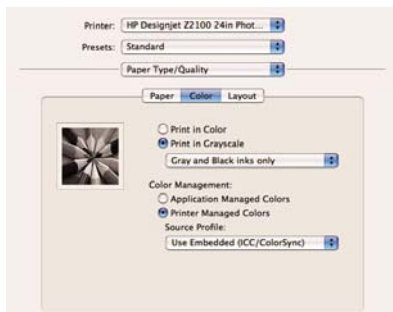 Printer: HP Designjet Z2100 24in Phot...
Presets: Standard
Paper Type/Quality
Paper Color Layout
Print in Color
Print in Grayscale
Gray and Black inks only
Color Management:
Application Managed Colors
Printer Managed Colors
Source Profile:
Use Embedded (ICC/ColorSync)